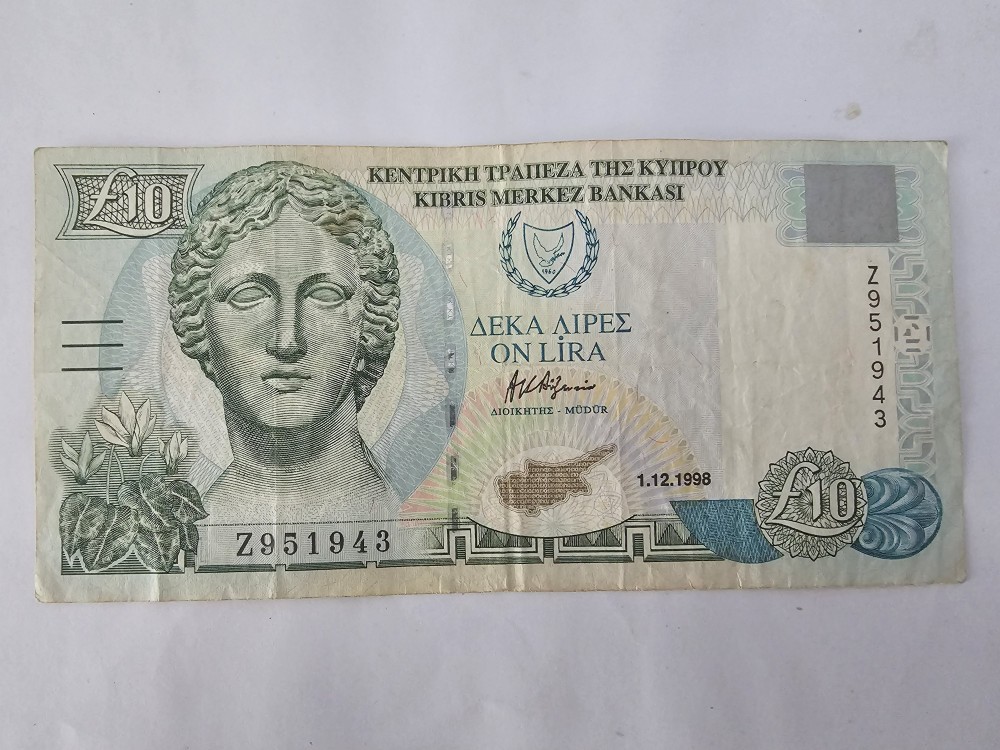 £10
ΚΕΝΤΡΙΚΗ ΤΡΑΠΕΖΑ ΤΗΣ ΚΥΠΡΟΥ
KIBRIS MERKEZ BANKASI
1960
ΔΕΚΑ ΛΙΡΕΣ
ON LİRA
ΔΙΟΙΚΗΤΗΣ - MÜDÜR
1.12.1998
Z951943
£10
Z951943